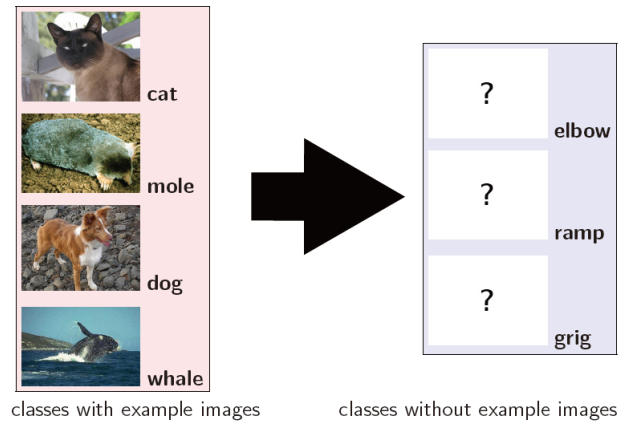 cat
mole
dog
whale
classes with example images
?
elbow
?
ramp
?
grig
classes without example images